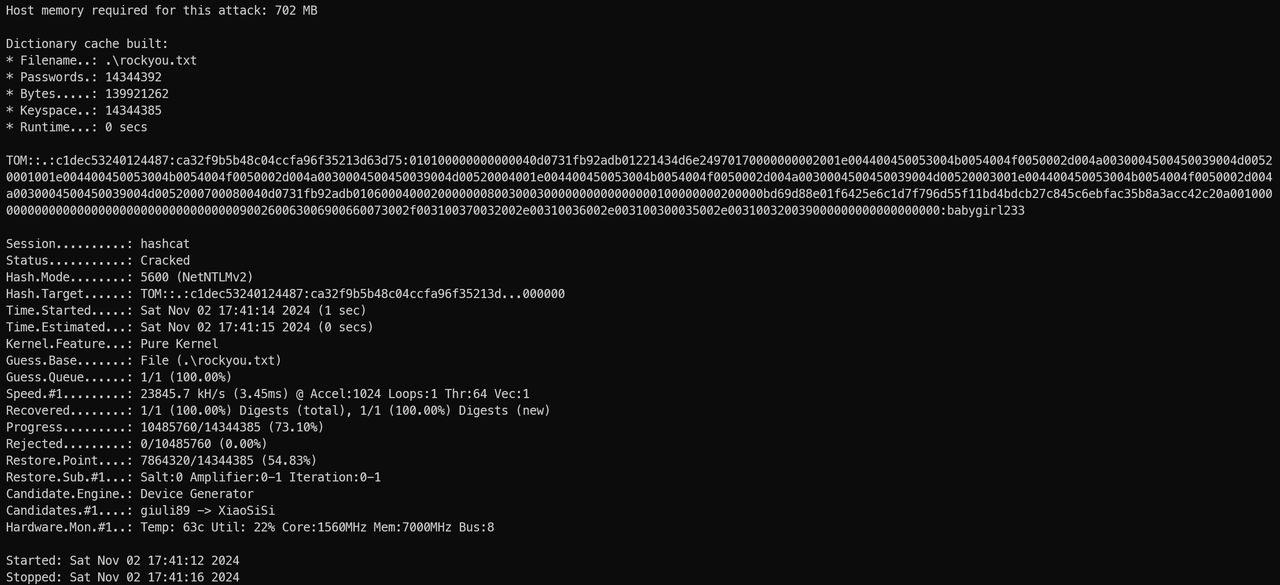 Host memory required for this attack: 702 MB
Dictionary cache built:
* Filename..: .\rockyou.txt
* Passwords.: 14344392
* Bytes.....: 139921262
* Keyspace..: 14344385
* Runtime...: 0 secs
TOM::.:c1dec53240124487:ca32f9b5b48c04ccfa96f35213d63d75:010100000000000040d0731fb92adb01221434d6e24970170000000002001e004400450053004b0054004f0050002d004a0030004500450039004d0052
0001001e004400450053004b0054004f0050002d004a0030004500450039004d00520004001e004400450053004b0054004f0050002d004a0030004500450039004d00520003001e004400450053004b0054004f0050002d004
a0030004500450039004d0052000700080040d0731fb92adb0106000400020000000800300030000000000000000100000000200000bd69d88e01f6425e6c1d7f796d55f11bd4bdcb27c845c6ebfac35b8a3acc42c20a001000
000000000000000000000000000000000900260063006900660073002f003100370032002e00310036002e003100300035002e003100320039000000000000000000:babygirl233
Session..........: hashcat
Status...........: Cracked
Hash.Mode........: 5600 (NetNTLMv2)
Hash.Target......: TOM::.:c1dec53240124487:ca32f9b5b48c04ccfa96f35213d...000000
Time.Started.....: Sat Nov 02 17:41:14 2024 (1 sec)
Time.Estimated...: Sat Nov 02 17:41:15 2024 (0 secs)
Kernel.Feature...: Pure Kernel
Guess.Base.......: File (.\rockyou.txt)
Guess.Queue......: 1/1 (100.00%)
Speed.#1.........: 23845.7 kH/s (3.45ms) @ Accel:1024 Loops:1 Thr:64 Vec:1
Recovered........: 1/1 (100.00%) Digests (total), 1/1 (100.00%) Digests (new)
Progress.........: 10485760/14344385 (73.10%)
Rejected.........: 0/10485760 (0.00%)
Restore.Point....: 7864320/14344385 (54.83%)
Restore.Sub.#1...: Salt:0 Amplifier:0-1 Iteration:0-1
Candidate.Engine.: Device Generator
Candidates.#1....: giuli89 -> XiaoSiSi
Hardware.Mon.#1..: Temp: 63c Util: 22% Core:1560MHz Mem:7000MHz Bus:8
Started: Sat Nov 02 17:41:12 2024
Stopped: Sat Nov 02 17:41:16 2024